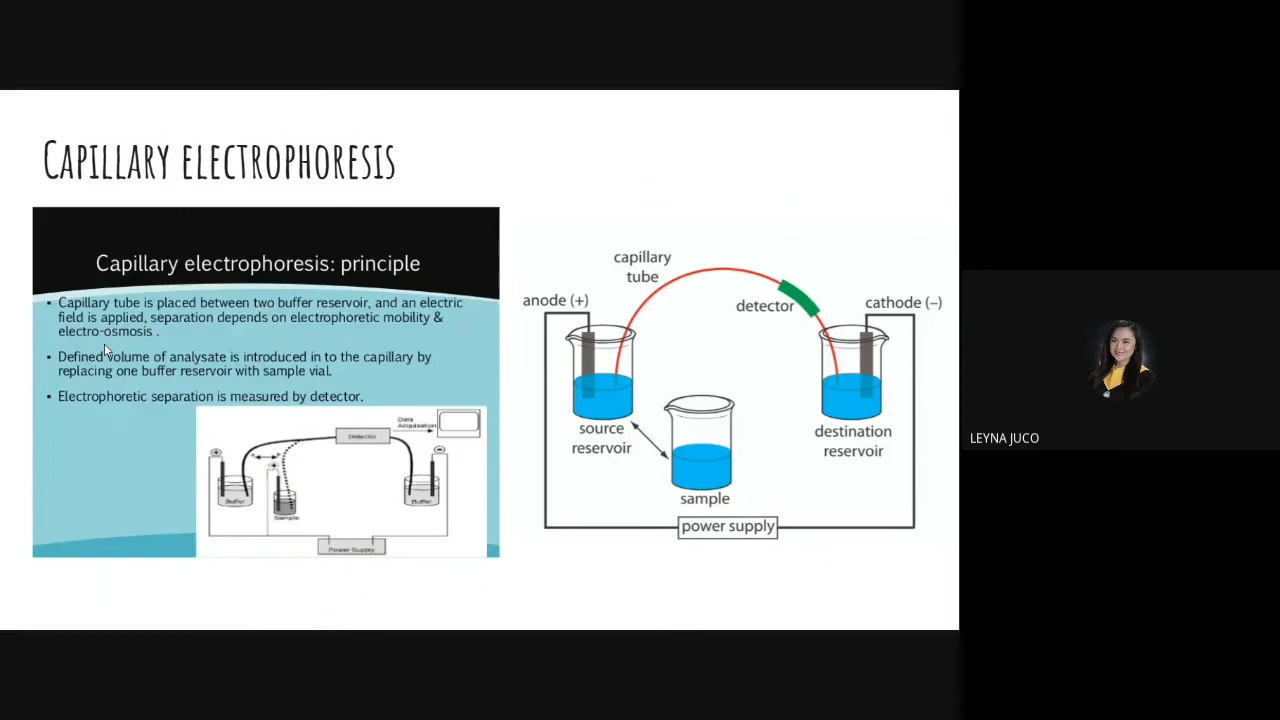 CAPILLARY ELECTROPHORESIS
Capillary electrophoresis: principle
▪ Capillary tube is placed between two buffer reservoir, and an electric
field is applied, separation depends on electrophoretic mobility &
electro-osmosis .
▪ Defined volume of analysate is introduced in to the capillary by
replacing one buffer reservoir with sample vial.
▪ Electrophoretic separation is measured by detector.
Data
Acquisition
Detector
+
+
−
Buffer
Sample
Buffer
Power Supply
capillary
tube
anode (+)
detector
cathode (–)
source
reservoir
destination
reservoir
sample
power supply
LEYNA JUCO